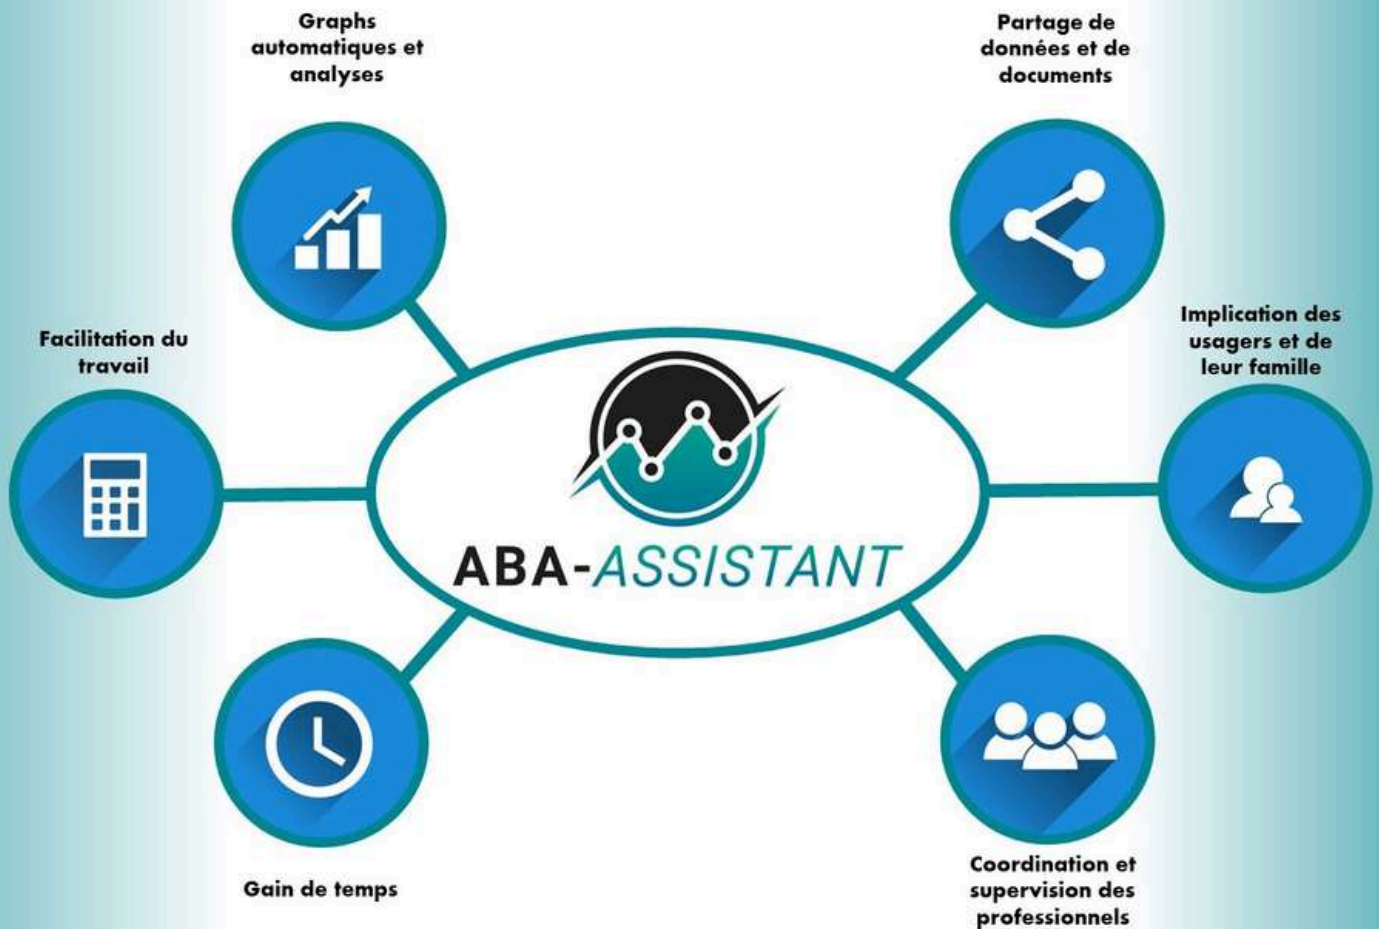 Graphs
automatiques et
analyses
Partage de
données et de
documents
Facilitation du
travail
Implication des
usagers et de
leur famille
ABA-ASSISTANT
Gain de temps
Coordination et
supervision des
professionnels